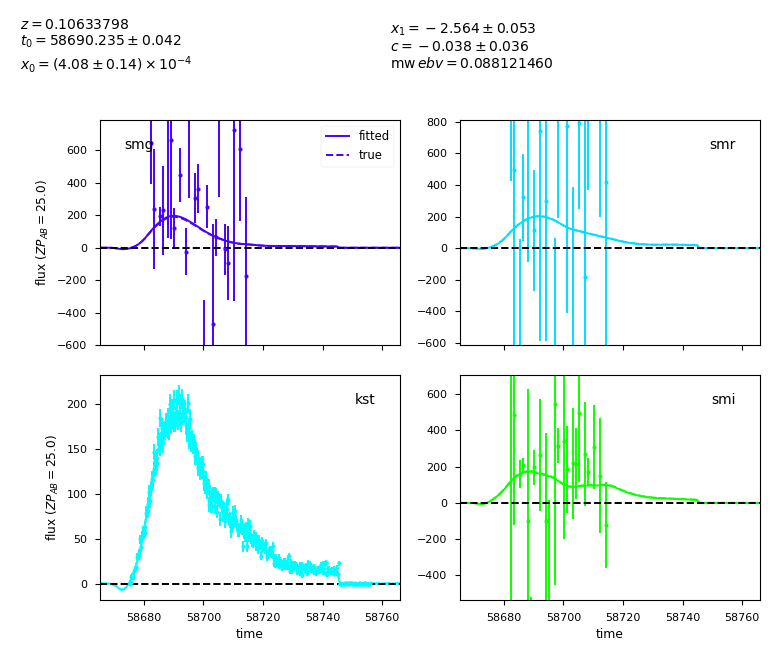 z = 0.10633798
t₀ = 58690.235 ± 0.042
x₀ = (4.08 ± 0.14) × 10⁻⁴
x₁ = −2.564 ± 0.053
c = −0.038 ± 0.036
mw ebv = 0.088121460
smg
fitted
true
flux (ZP_AB = 25.0)
600
400
200
0
−200
−400
−600
smr
800
600
400
200
0
−200
−400
−600
kst
flux (ZP_AB = 25.0)
200
150
100
50
0
58680 58700 58720 58740 58760
time
smi
600
400
200
0
−200
−400
58680 58700 58720 58740 58760
time